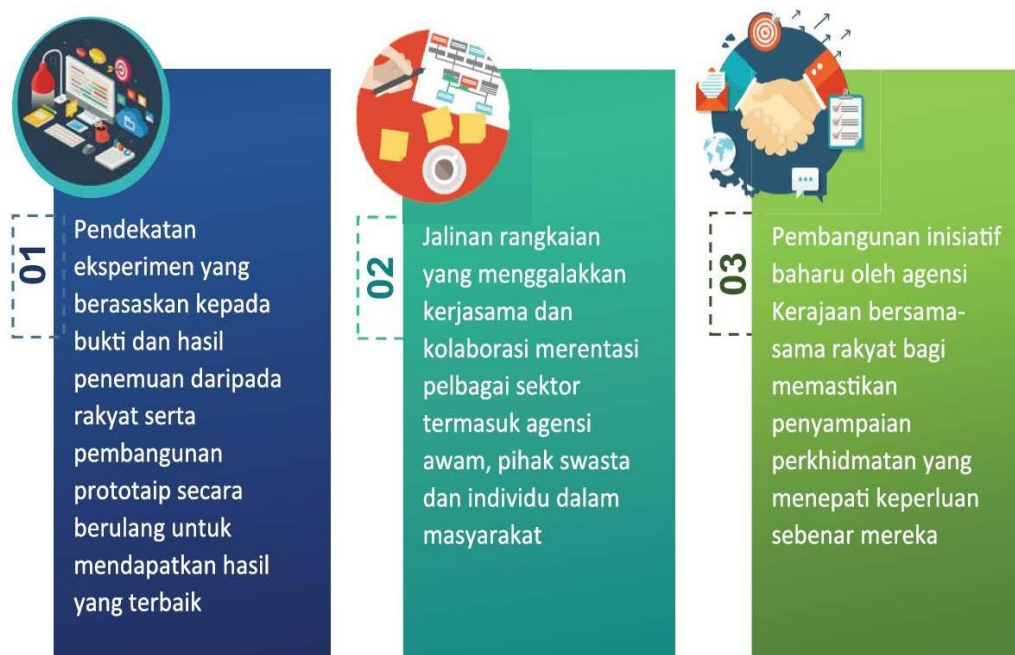 01
Pendekatan
eksperimen yang
berasaskan kepada
bukti dan hasil
penemuan daripada
rakyat serta
pembangunan
prototaip secara
berulang untuk
mendapatkan hasil
yang terbaik
02
Jalinan rangkaian
yang menggalakkan
kerjasama dan
kolaborasi merentasi
pelbagai sektor
termasuk agensi
awam, pihak swasta
dan individu dalam
masyarakat
03
Pembangunan inisiatif
baharu oleh agensi
Kerajaan bersama-
sama rakyat bagi
memastikan
penyampaian
perkhidmatan yang
menepati keperluan
sebenar mereka